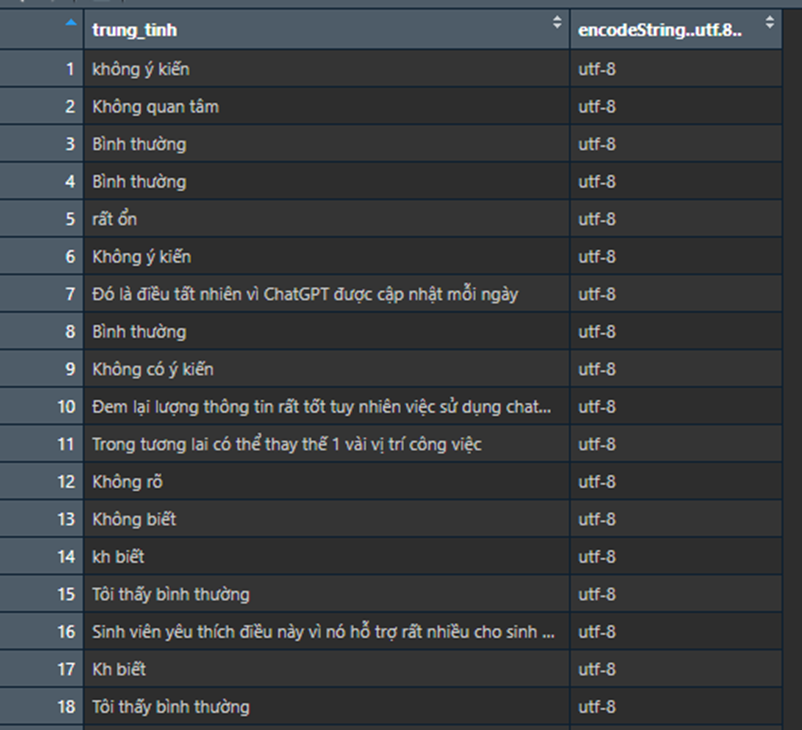 trung_tinh encodeString..utf.8..
1 không ý kiến utf-8
2 Không quan tâm utf-8
3 Bình thường utf-8
4 Bình thường utf-8
5 rất ổn utf-8
6 Không ý kiến utf-8
7 Đó là điều tất nhiên vì ChatGPT được cập nhật mỗi ngày utf-8
8 Bình thường utf-8
9 Không có ý kiến utf-8
10 Đem lại lượng thông tin rất tốt tuy nhiên việc sử dụng chat... utf-8
11 Trong tương lai có thể thay thế 1 vài vị trí công việc utf-8
12 Không rõ utf-8
13 Không biết utf-8
14 kh biết utf-8
15 Tôi thấy bình thường utf-8
16 Sinh viên yêu thích điều này vì nó hỗ trợ rất nhiều cho sinh ... utf-8
17 Kh biết utf-8
18 Tôi thấy bình thường utf-8